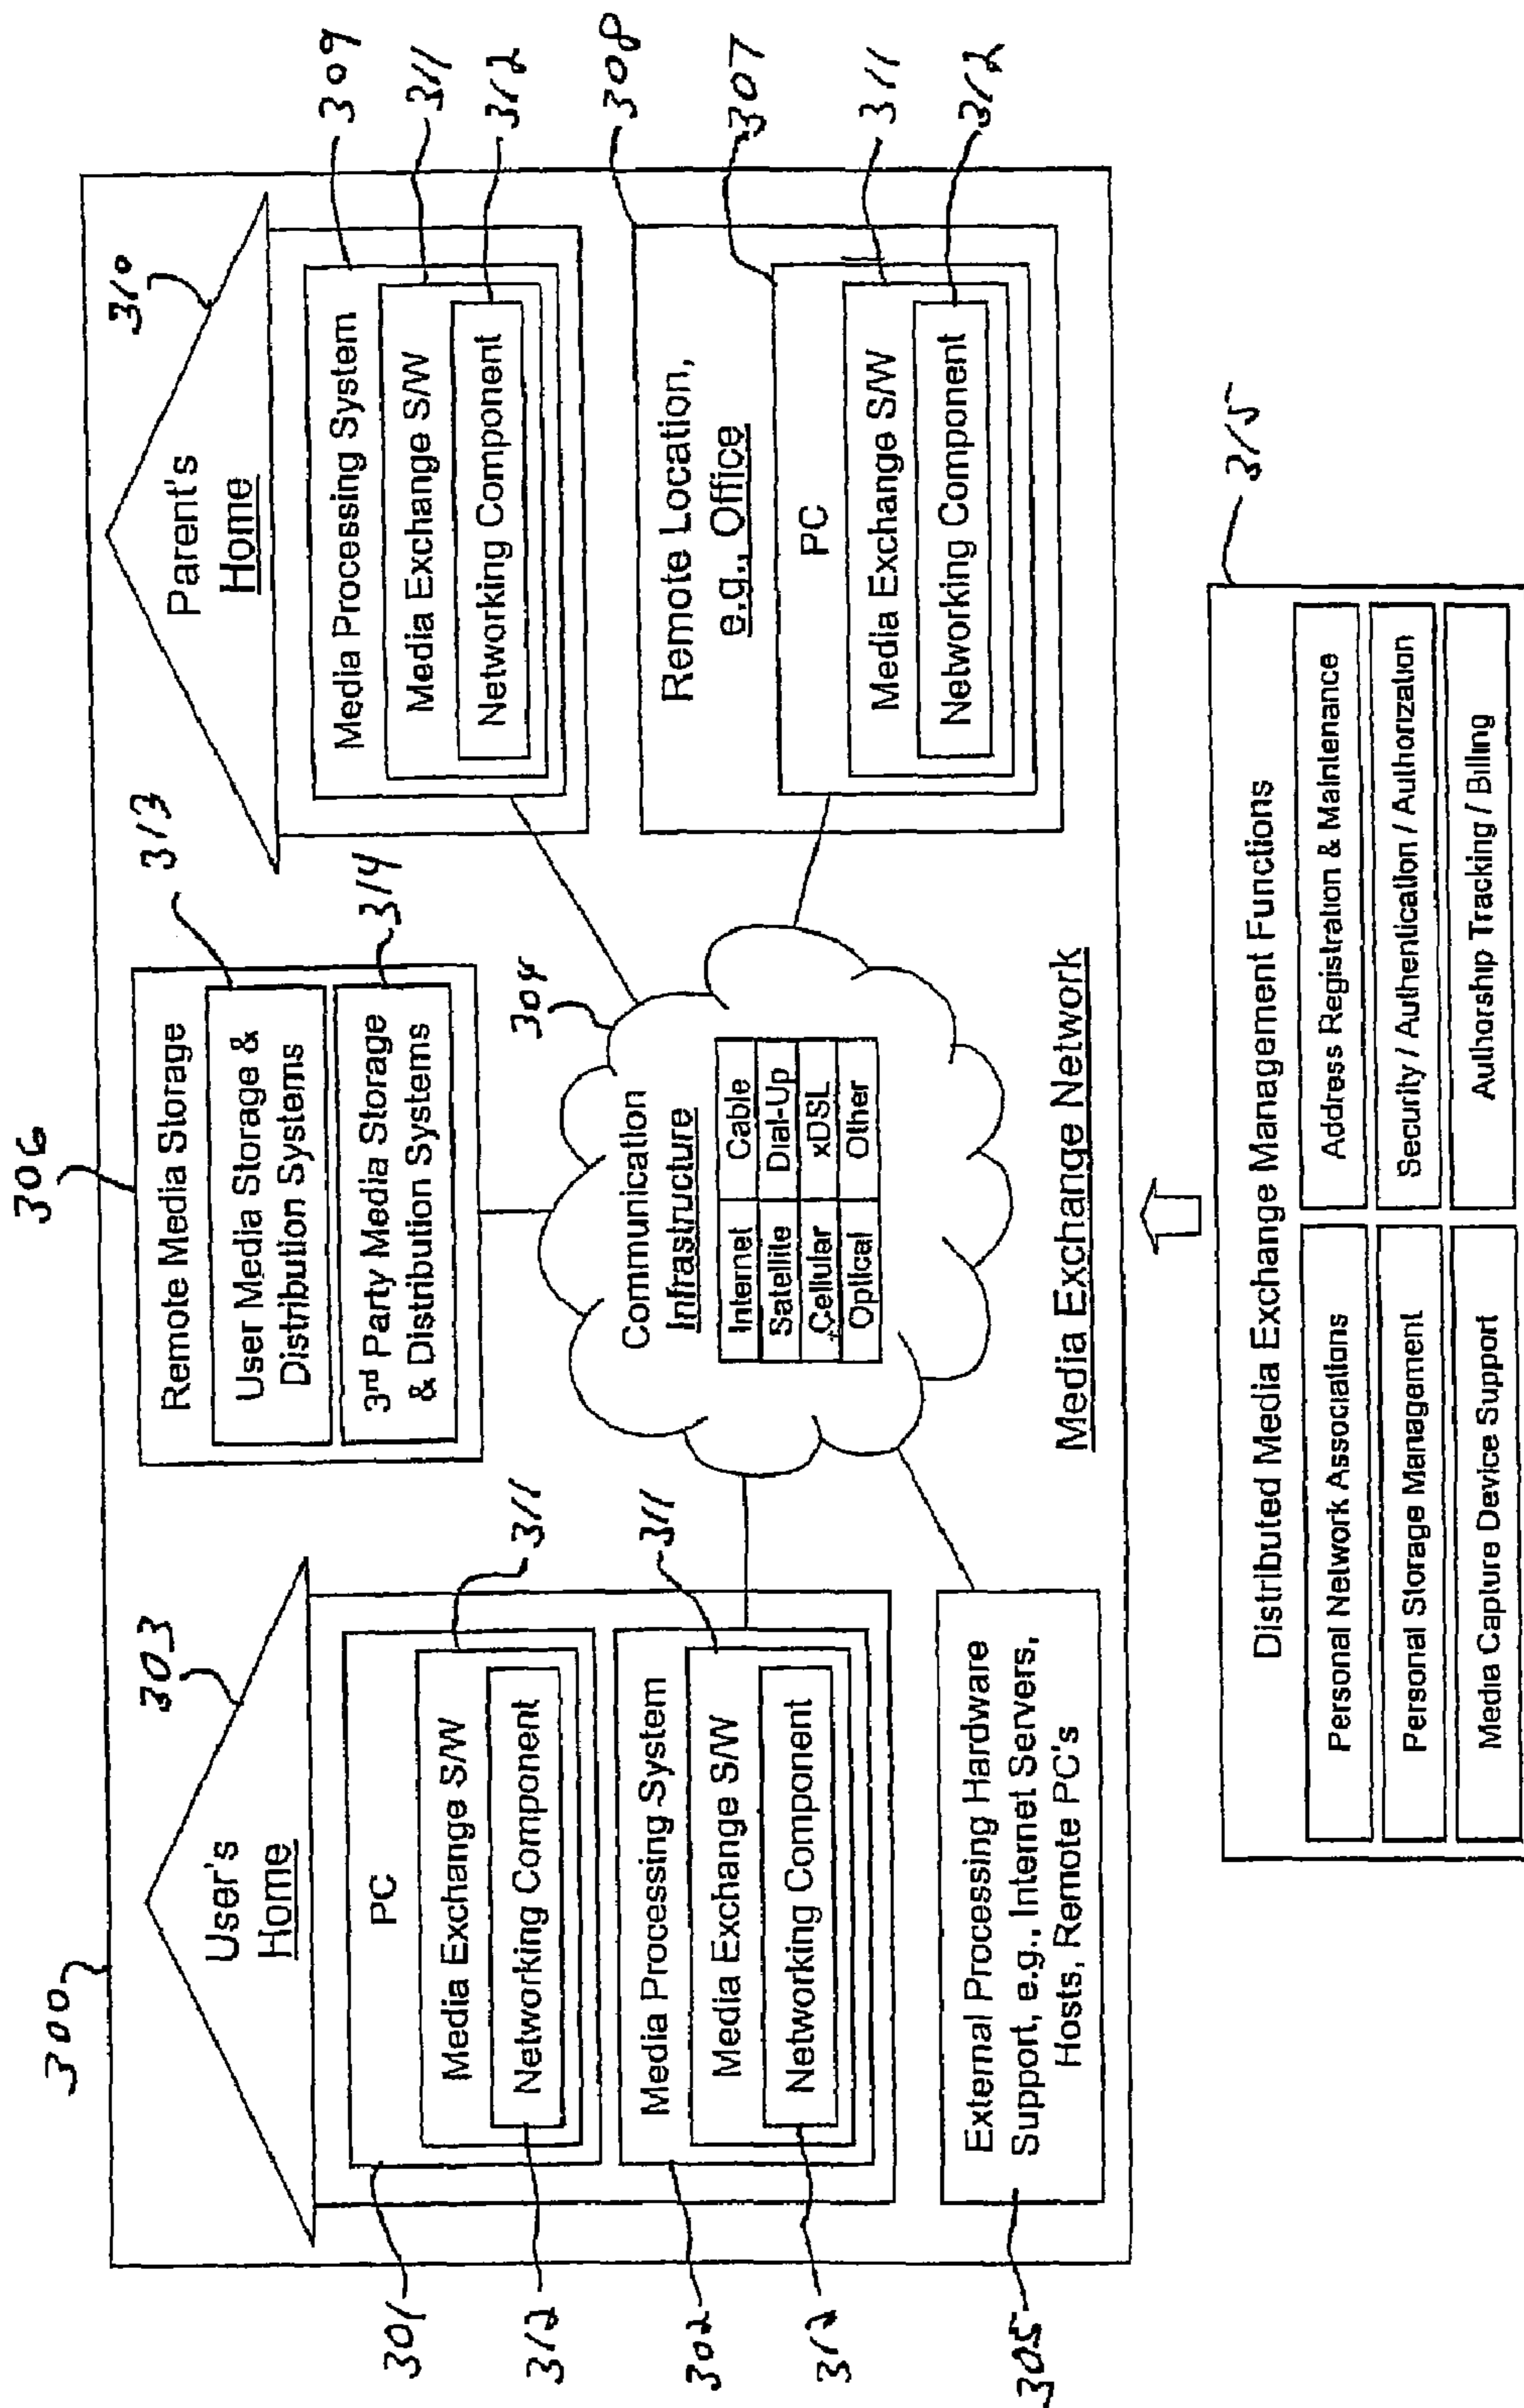 300
303
User's
Home
PC
Media Exchange S/W
Networking Component
301
311
312
Media Processing System
Media Exchange S/W
Networking Component
302
311
312
External Processing Hardware
Support, e.g., Internet Servers,
Hosts, Remote PC's
305
306
Remote Media Storage
User Media Storage &
Distribution Systems
313
3rd Party Media Storage
& Distribution Systems
314
304
Communication
Infrastructure
Internet Cable
Satellite Dial-Up
Cellular xDSL
Optical Other
Media Exchange Network
310
Parent's
Home
Media Processing System
309
Media Exchange S/W
311
Networking Component
312
308
Remote Location,
e.g., Office
307
PC
Media Exchange S/W
311
Networking Component
312
315
Distributed Media Exchange Management Functions
Personal Network Associations
Address Registration & Maintenance
Personal Storage Management
Security / Authentication / Authorization
Media Capture Device Support
Authorship Tracking / Billing